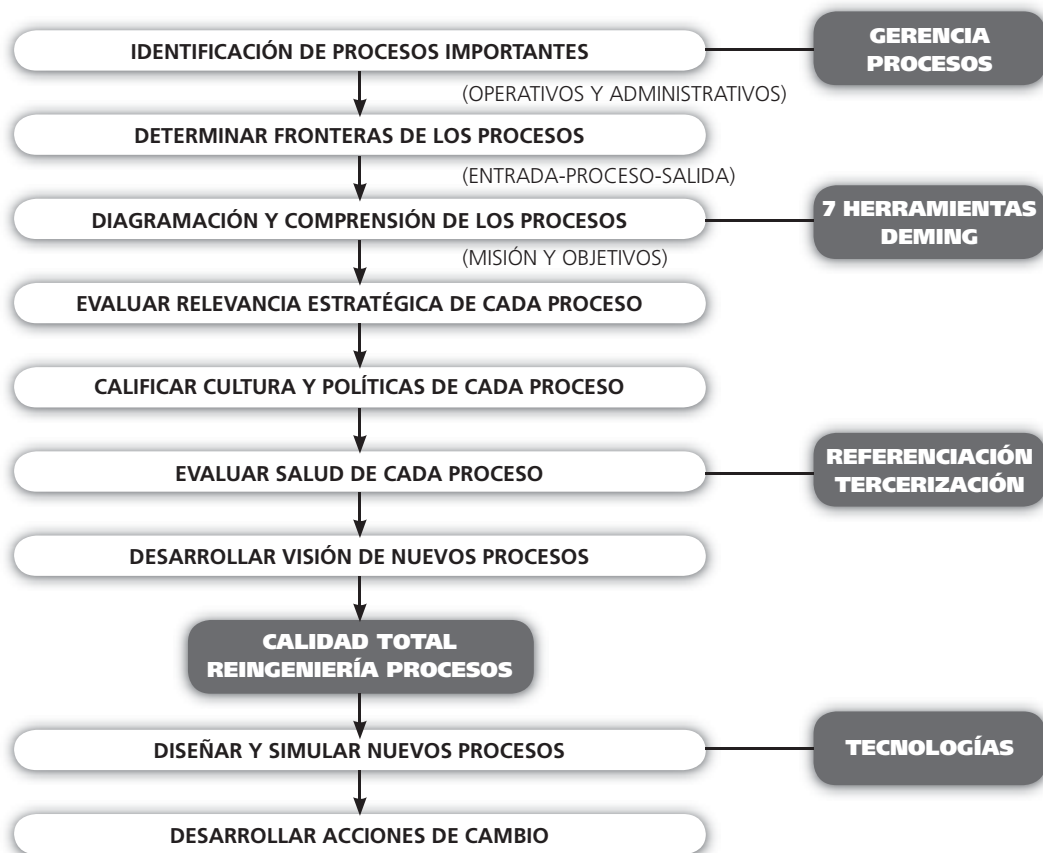 IDENTIFICACIÓN DE PROCESOS IMPORTANTES
GERENCIA
PROCESOS
(OPERATIVOS Y ADMINISTRATIVOS)
DETERMINAR FRONTERAS DE LOS PROCESOS
(ENTRADA-PROCESO-SALIDA)
DIAGRAMACIÓN Y COMPRENSIÓN DE LOS PROCESOS
7 HERRAMIENTAS
DEMING
(MISIÓN Y OBJETIVOS)
EVALUAR RELEVANCIA ESTRATÉGICA DE CADA PROCESO
CALIFICAR CULTURA Y POLÍTICAS DE CADA PROCESO
EVALUAR SALUD DE CADA PROCESO
REFERENCIACIÓN
TERCERIZACIÓN
DESARROLLAR VISIÓN DE NUEVOS PROCESOS
CALIDAD TOTAL
REINGENIERÍA PROCESOS
DISEÑAR Y SIMULAR NUEVOS PROCESOS
TECNOLOGÍAS
DESARROLLAR ACCIONES DE CAMBIO